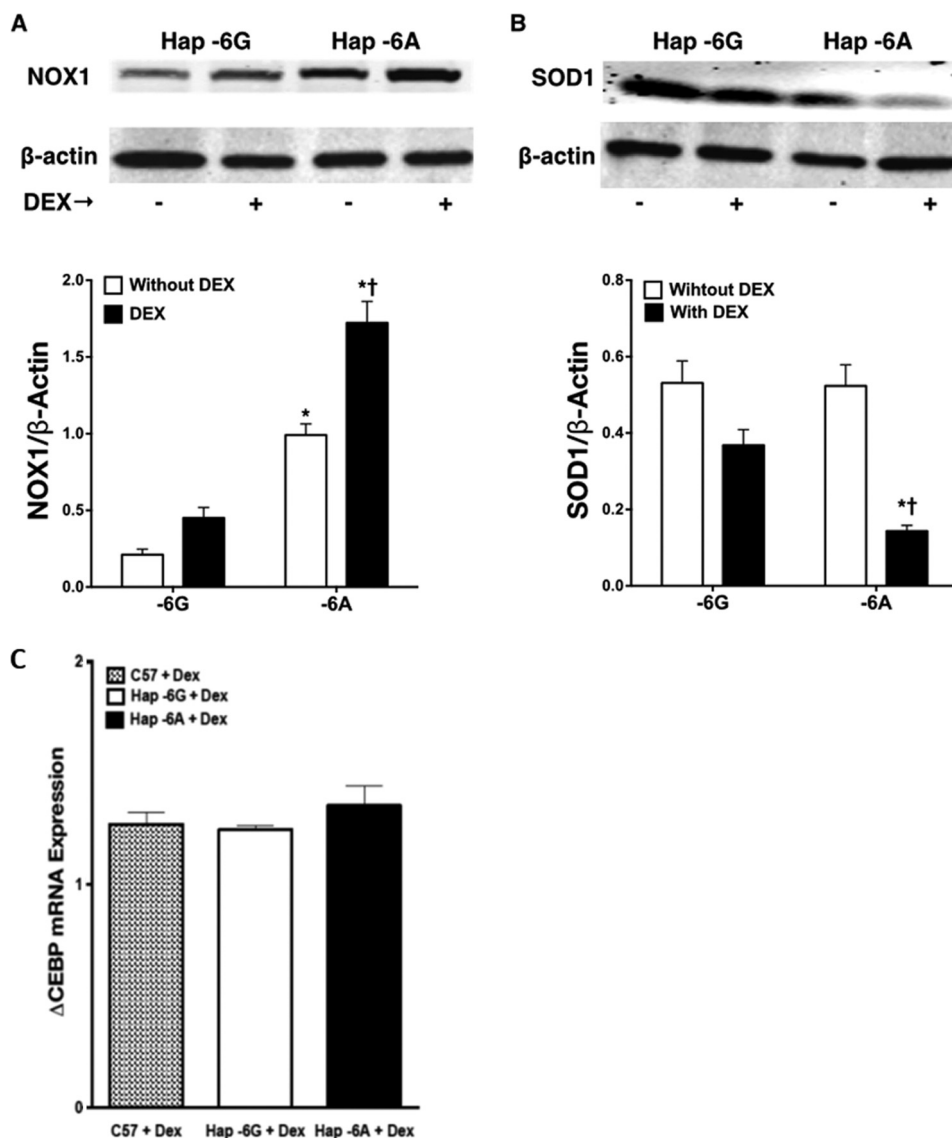 A
Hap -6G Hap -6A
NOX1
β-actin
DEX→ - + - +
2.0
1.5
1.0
0.5
0.0
NOX1/β-Actin
Without DEX
DEX
*
*†
-6G -6A
B
Hap -6G Hap -6A
SOD1
β-actin
- + - +
0.8
0.6
0.4
0.2
0.0
SOD1/β-Actin
Wihtout DEX
With DEX
*†
-6G -6A
C
2
1
0
ΔCEBP mRNA Expression
C57 + Dex
Hap -6G + Dex
Hap -6A + Dex
C57 + Dex Hap -6G + Dex Hap -6A + Dex